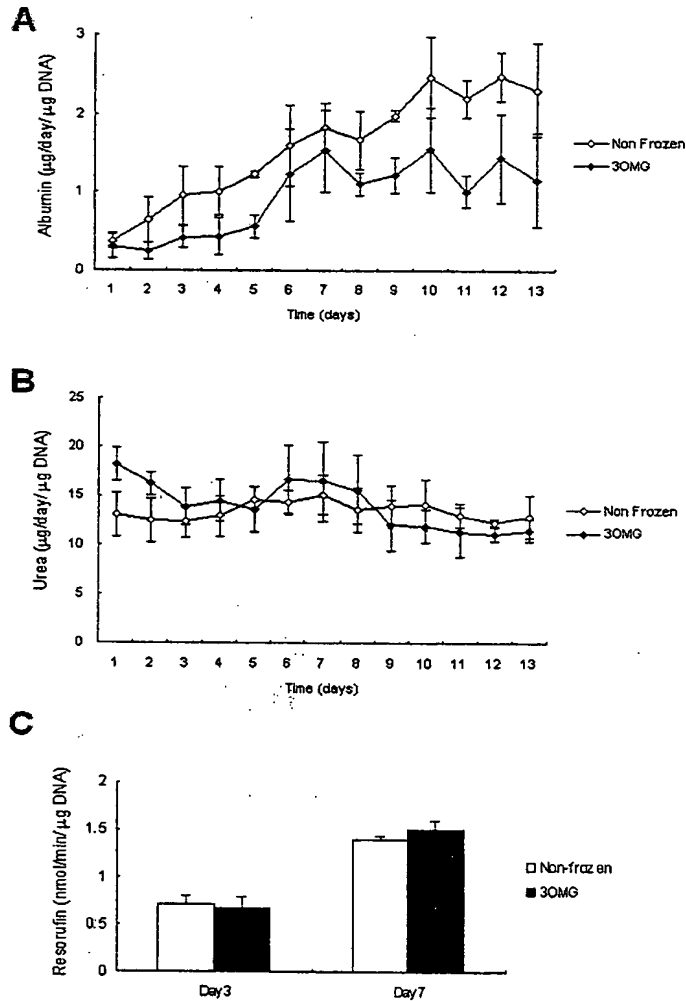 A
3
2
1
0
Albumin (µg/day/µg DNA)
Non Frozen
3OMG
1 2 3 4 5 6 7 8 9 10 11 12 13
Time (days)
B
25
20
15
10
5
0
Urea (µg/day/µg DNA)
Non Frozen
3OMG
1 2 3 4 5 6 7 8 9 10 11 12 13
Time (days)
C
2
1.5
1
0.5
0
Resorufin (nmol/min/µg DNA)
Non-frozen
3OMG
Day3 Day7